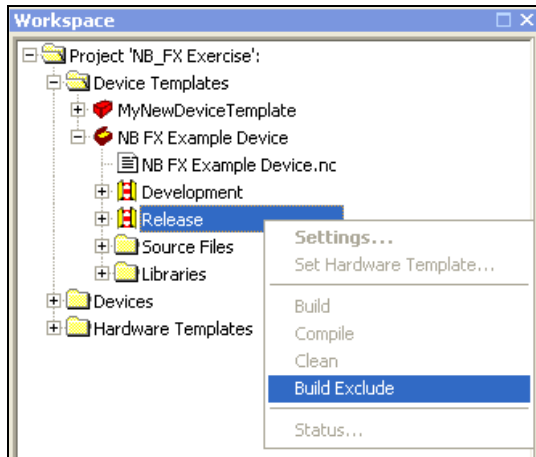 Workspace
Project 'NB_FX Exercise':
Device Templates
MyNewDeviceTemplate
NB FX Example Device
NB FX Example Device.nc
Development
Release
Source Files
Libraries
Devices
Hardware Templates
Settings...
Set Hardware Template...
Build
Compile
Clean
Build Exclude
Status...